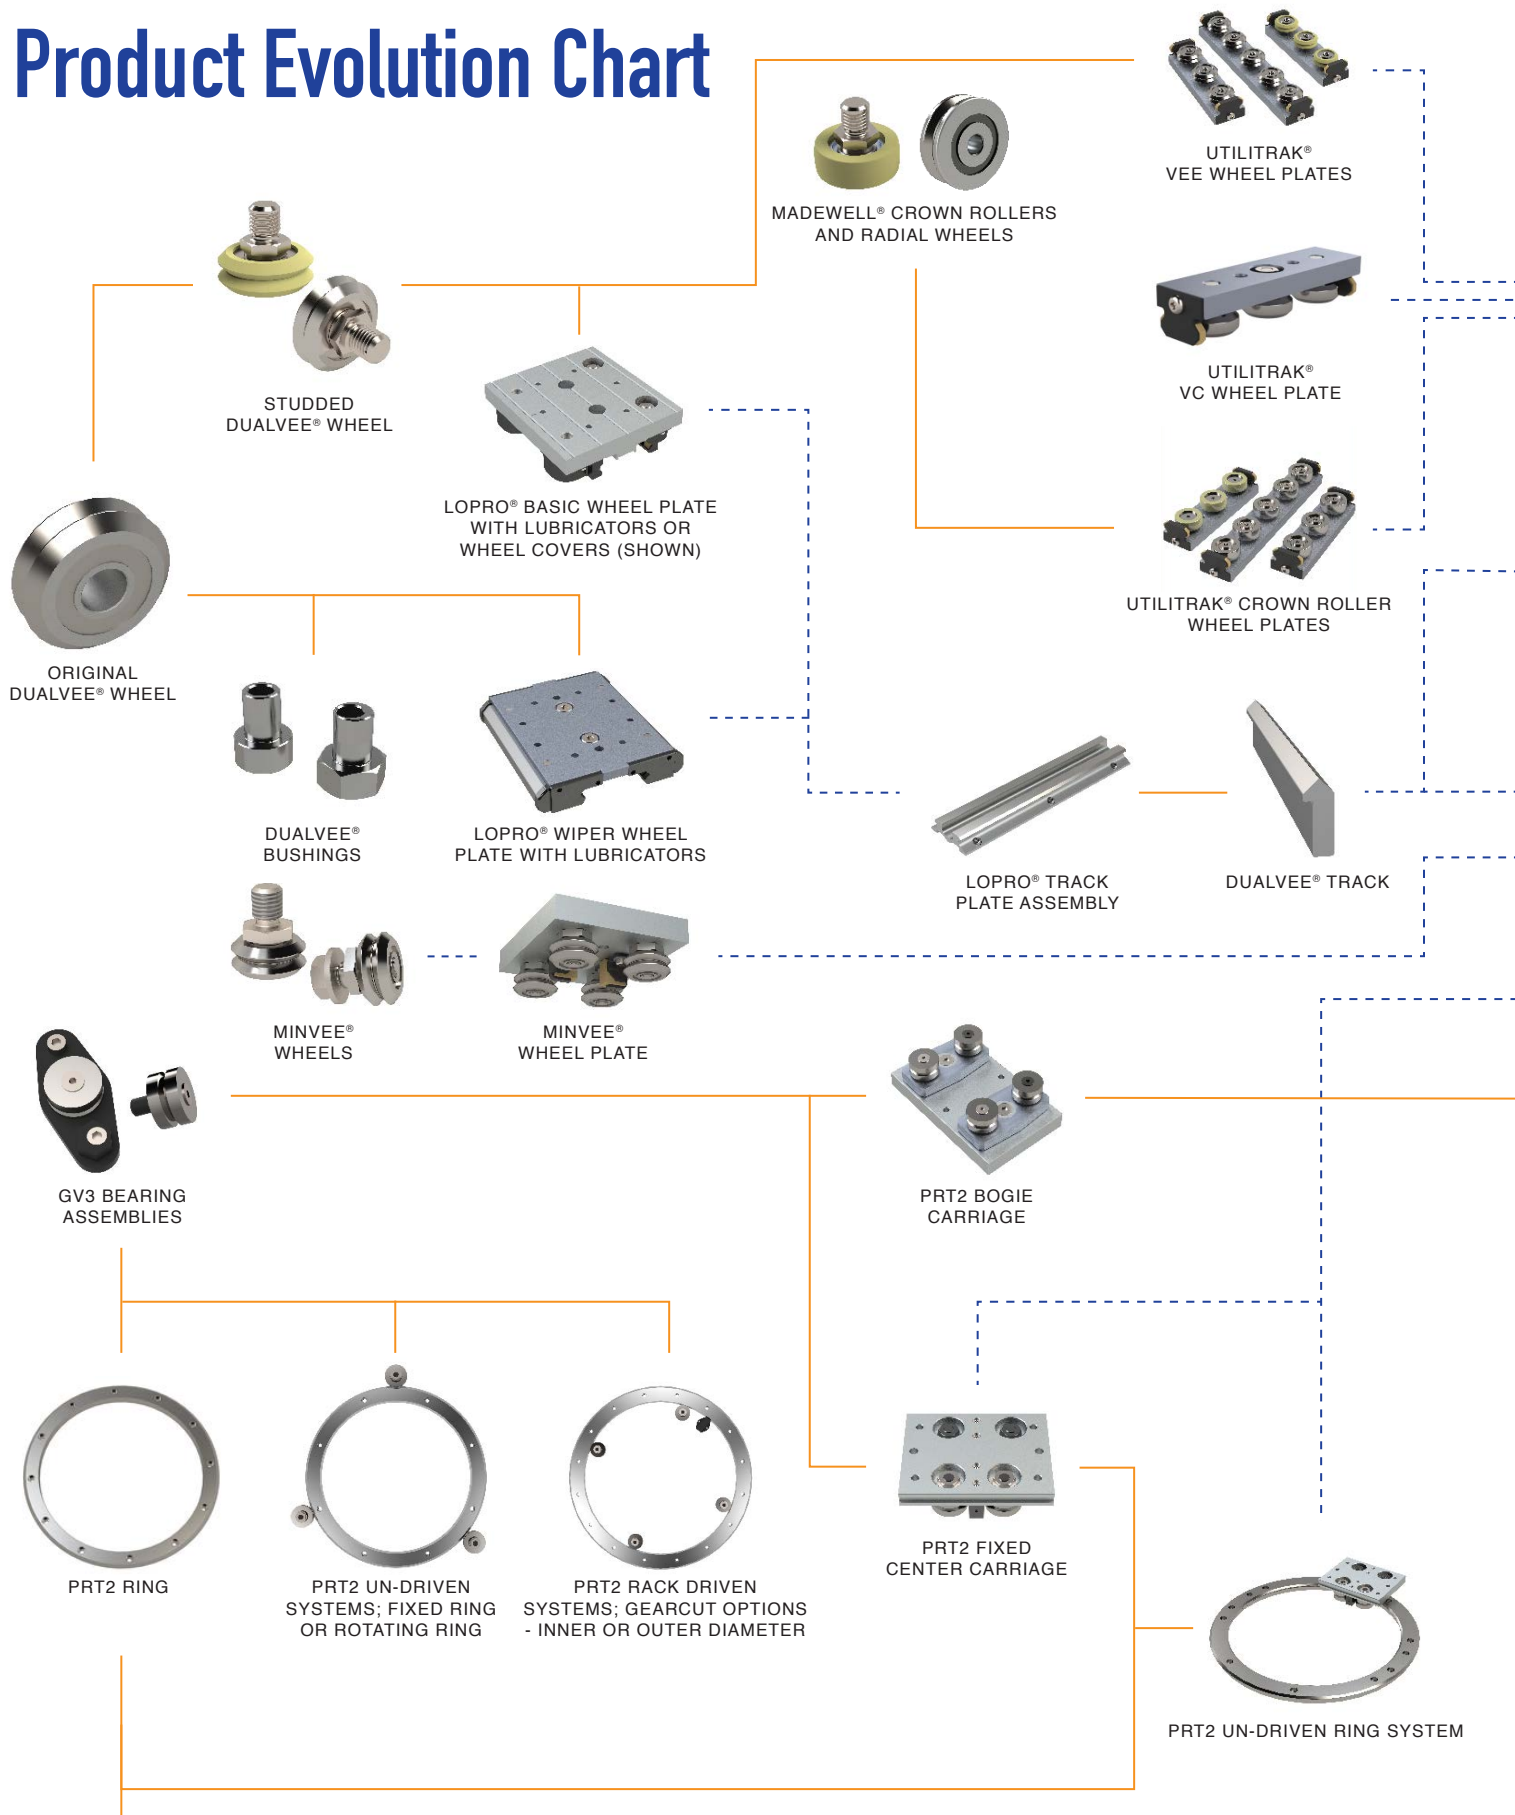 Product Evolution Chart
UTILITRAK®
VEE WHEEL PLATES
MADEWELL® CROWN ROLLERS
AND RADIAL WHEELS
UTILITRAK®
VC WHEEL PLATE
STUDDED
DUALVEE® WHEEL
LOPRO® BASIC WHEEL PLATE
WITH LUBRICATORS OR
WHEEL COVERS (SHOWN)
UTILITRAK® CROWN ROLLER
WHEEL PLATES
ORIGINAL
DUALVEE® WHEEL
DUALVEE®
BUSHINGS
LOPRO® WIPER WHEEL
PLATE WITH LUBRICATORS
LOPRO® TRACK
PLATE ASSEMBLY
DUALVEE® TRACK
MINVEE®
WHEELS
MINVEE®
WHEEL PLATE
GV3 BEARING
ASSEMBLIES
PRT2 BOGIE
CARRIAGE
PRT2 FIXED
CENTER CARRIAGE
PRT2 RING
PRT2 UN-DRIVEN
SYSTEMS; FIXED RING
OR ROTATING RING
PRT2 RACK DRIVEN
SYSTEMS; GEARCUT OPTIONS
- INNER OR OUTER DIAMETER
PRT2 UN-DRIVEN RING SYSTEM